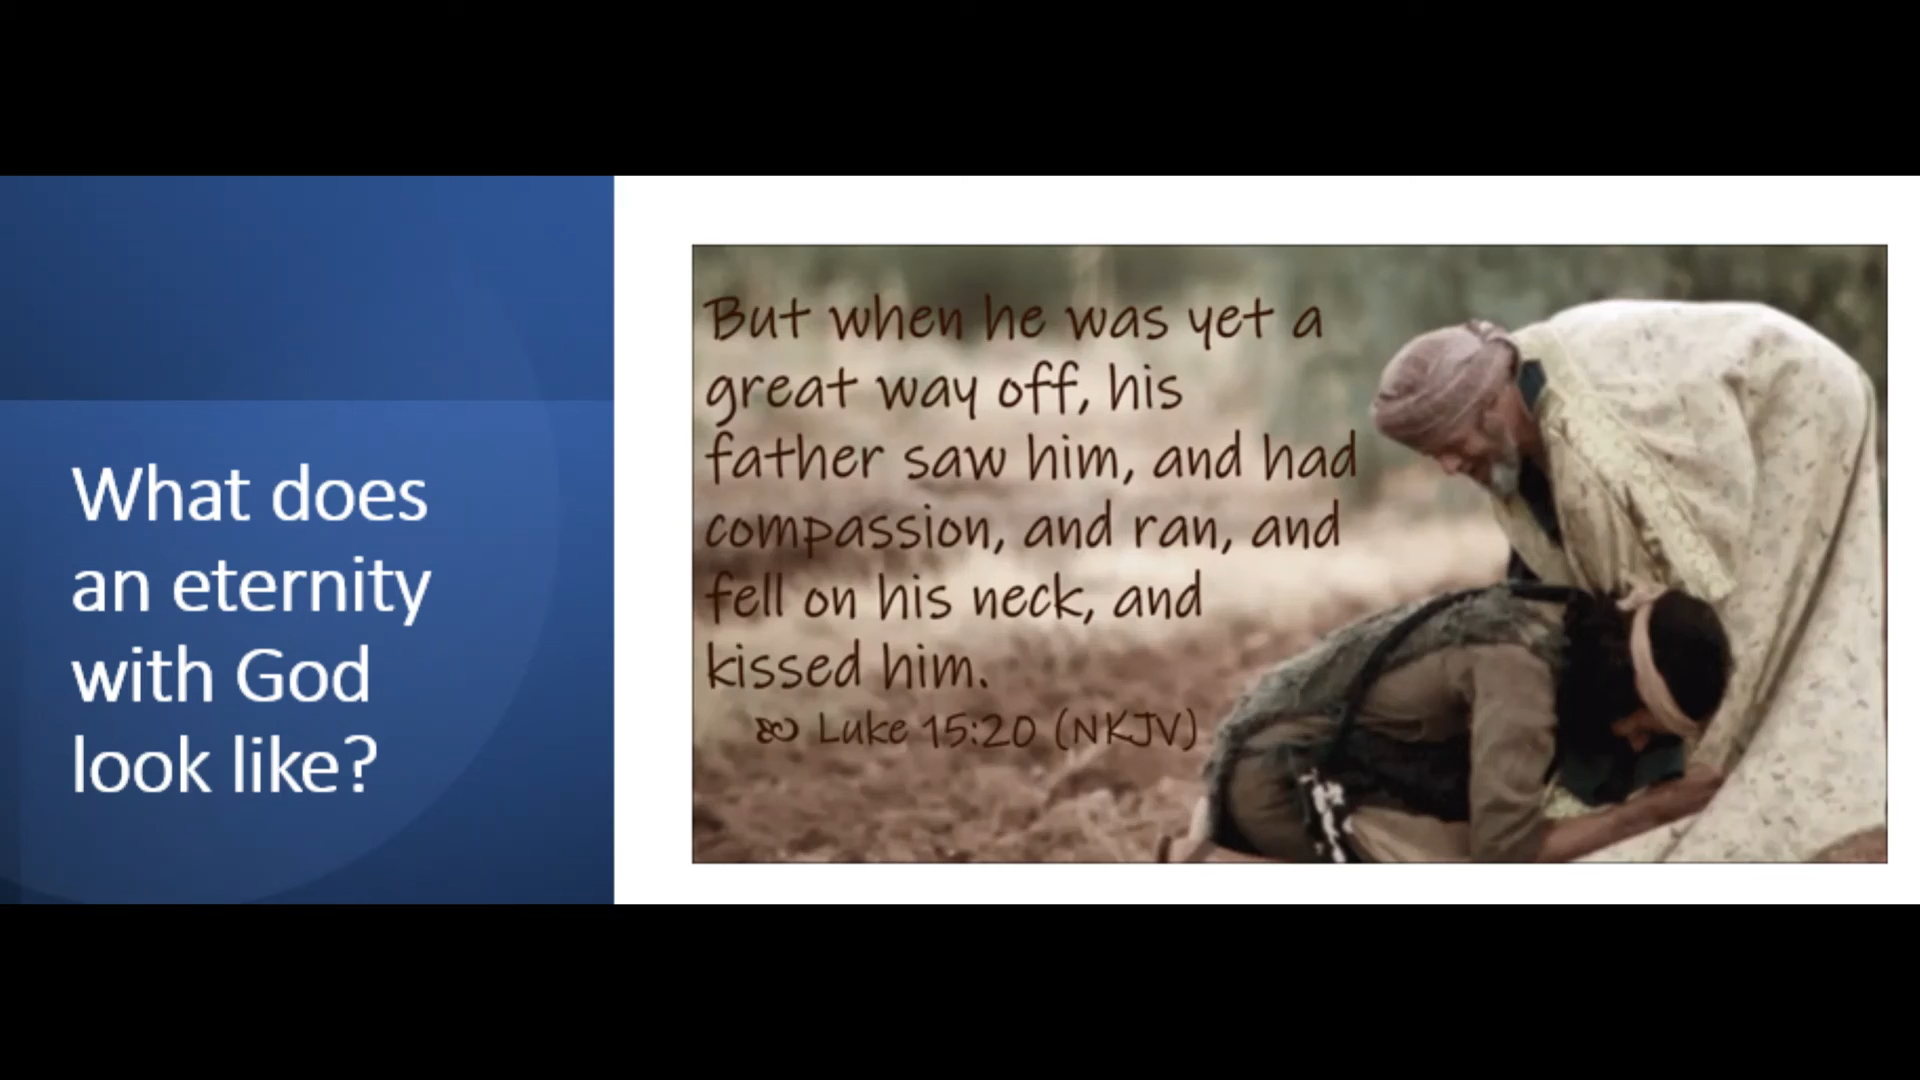 What does
an eternity
with God
look like?
But when he was yet a
great way off, his
father saw him, and had
compassion, and ran, and
fell on his neck, and
kissed him.
Luke 15:20 (NKJV)